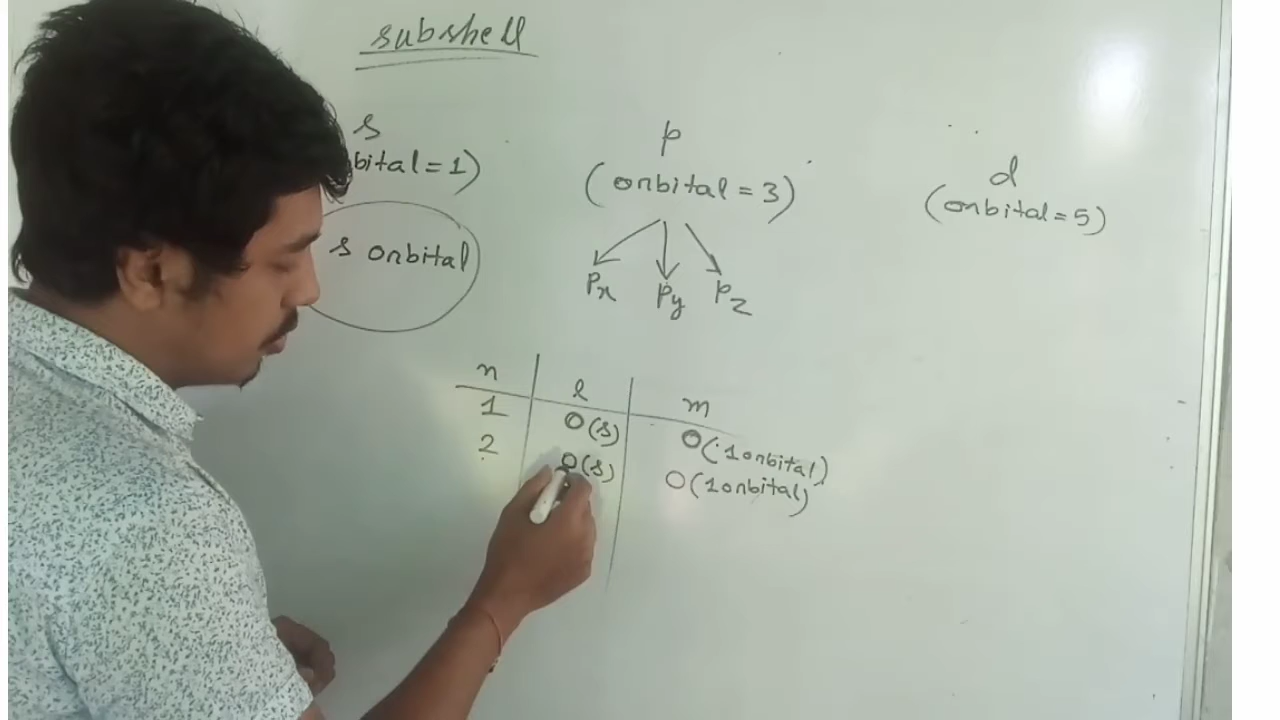 subshell
s p d
bital = 1) (orbital = 3) (orbital = 5)
s orbital
Px Py Pz
n l m
1 0(s) 0(1 orbital)
2 0(s) 0(1 orbital)